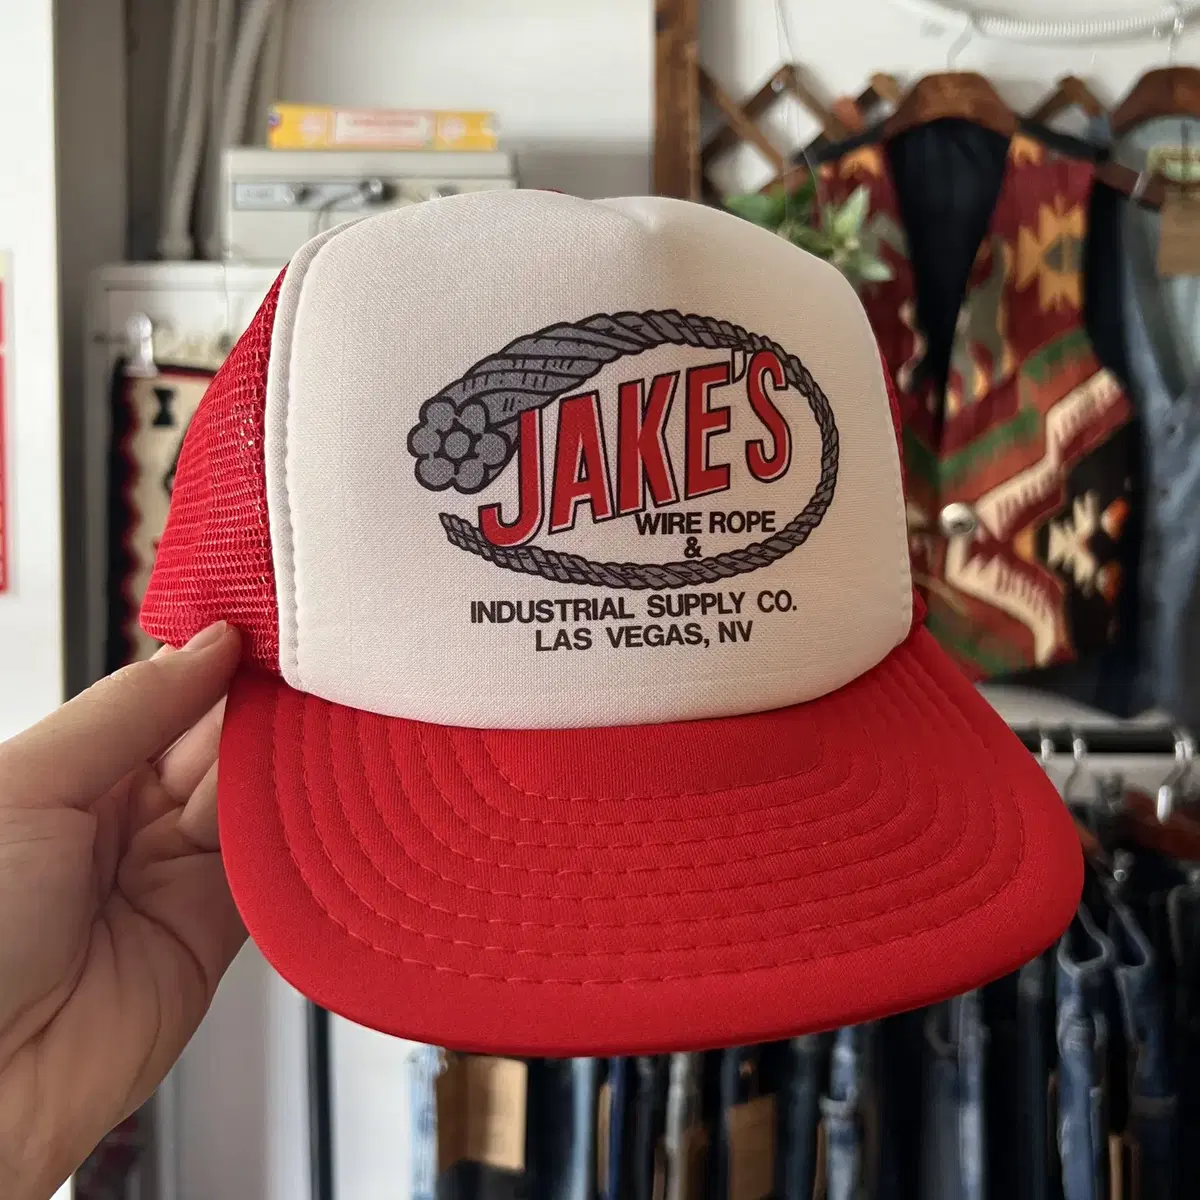 JAKE'S
WIRE ROPE
&
INDUSTRIAL SUPPLY CO.
LAS VEGAS, NV